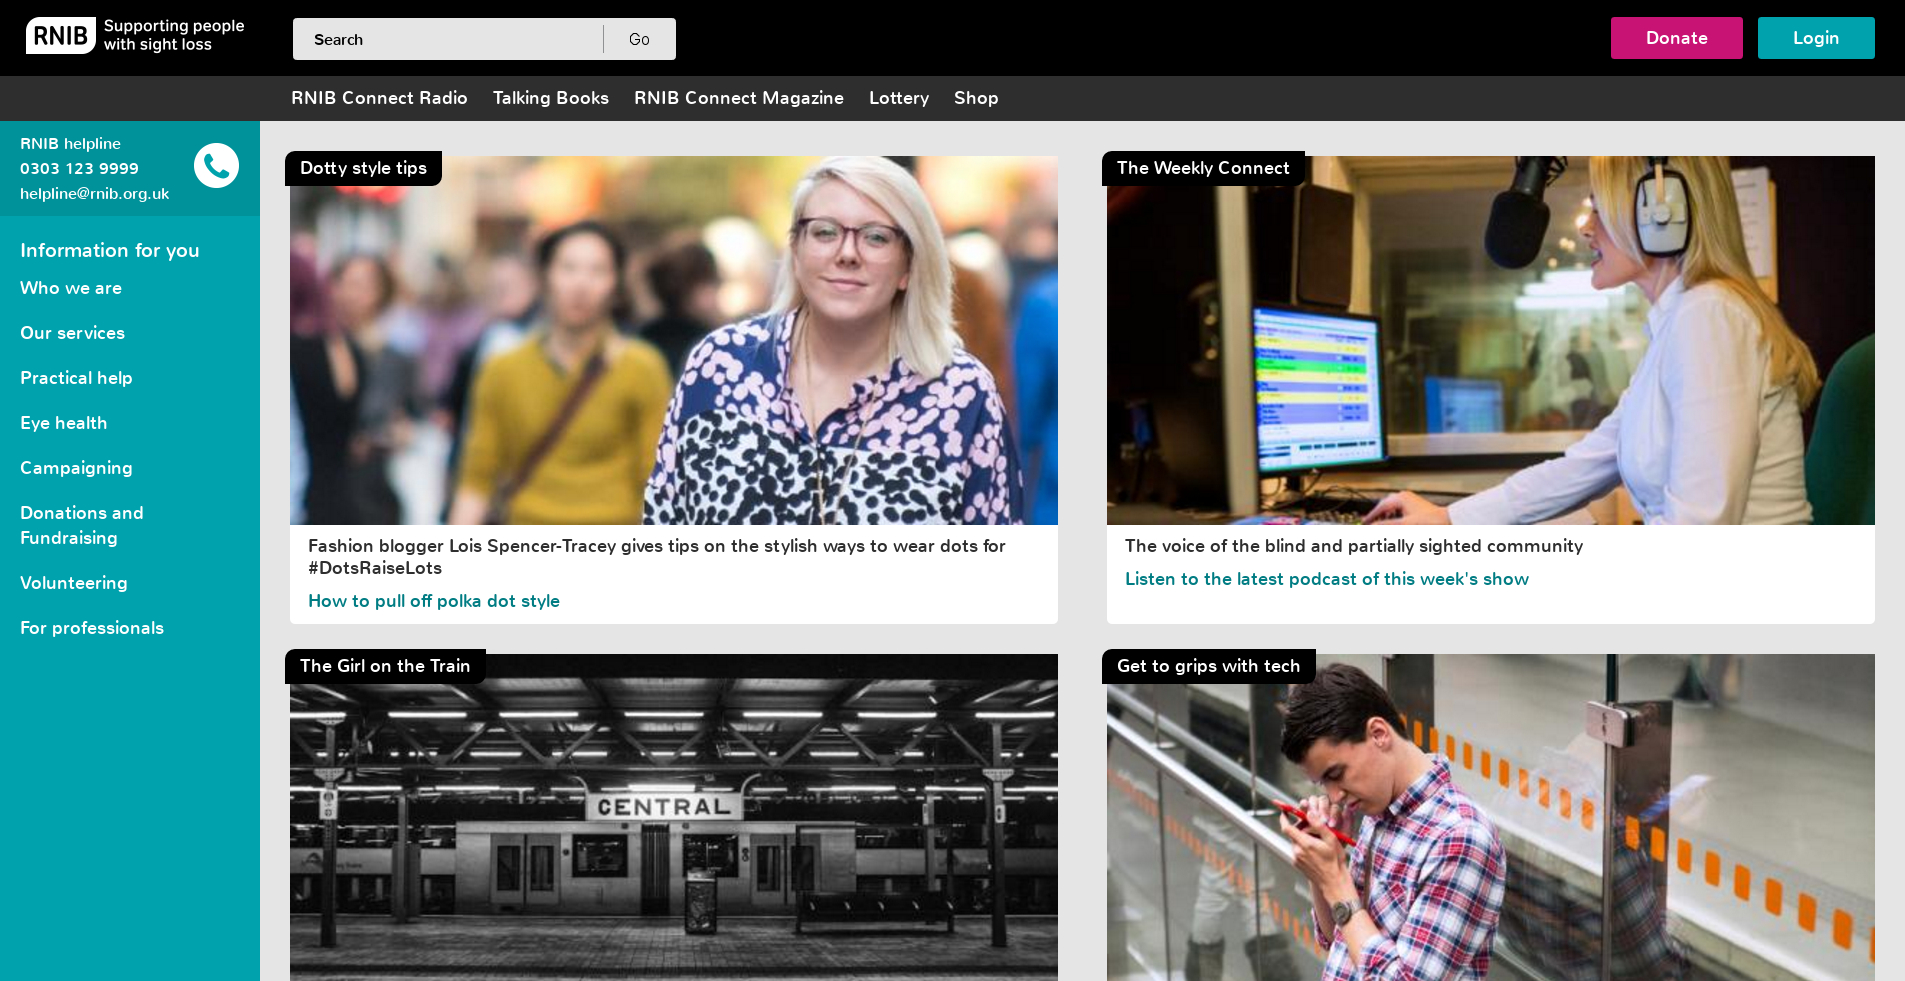 RNIB
Supporting people
with sight loss
Search
Go
Donate
Login
RNIB Connect Radio
Talking Books
RNIB Connect Magazine
Lottery
Shop
RNIB helpline
0303 123 9999
helpline@rnib.org.uk
Information for you
Who we are
Our services
Practical help
Eye health
Campaigning
Donations and
Fundraising
Volunteering
For professionals
Dotty style tips
Fashion blogger Lois Spencer-Tracey gives tips on the stylish ways to wear dots for
#DotsRaiseLots
How to pull off polka dot style
The Weekly Connect
The voice of the blind and partially sighted community
Listen to the latest podcast of this week's show
The Girl on the Train
CENTRAL
Get to grips with tech